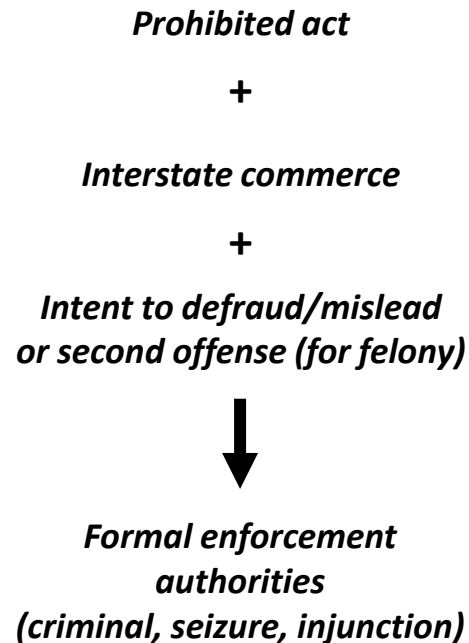 Prohibited act
+
Interstate commerce
+
Intent to defraud/mislead
or second offense (for felony)
Formal enforcement
authorities
(criminal, seizure, injunction)